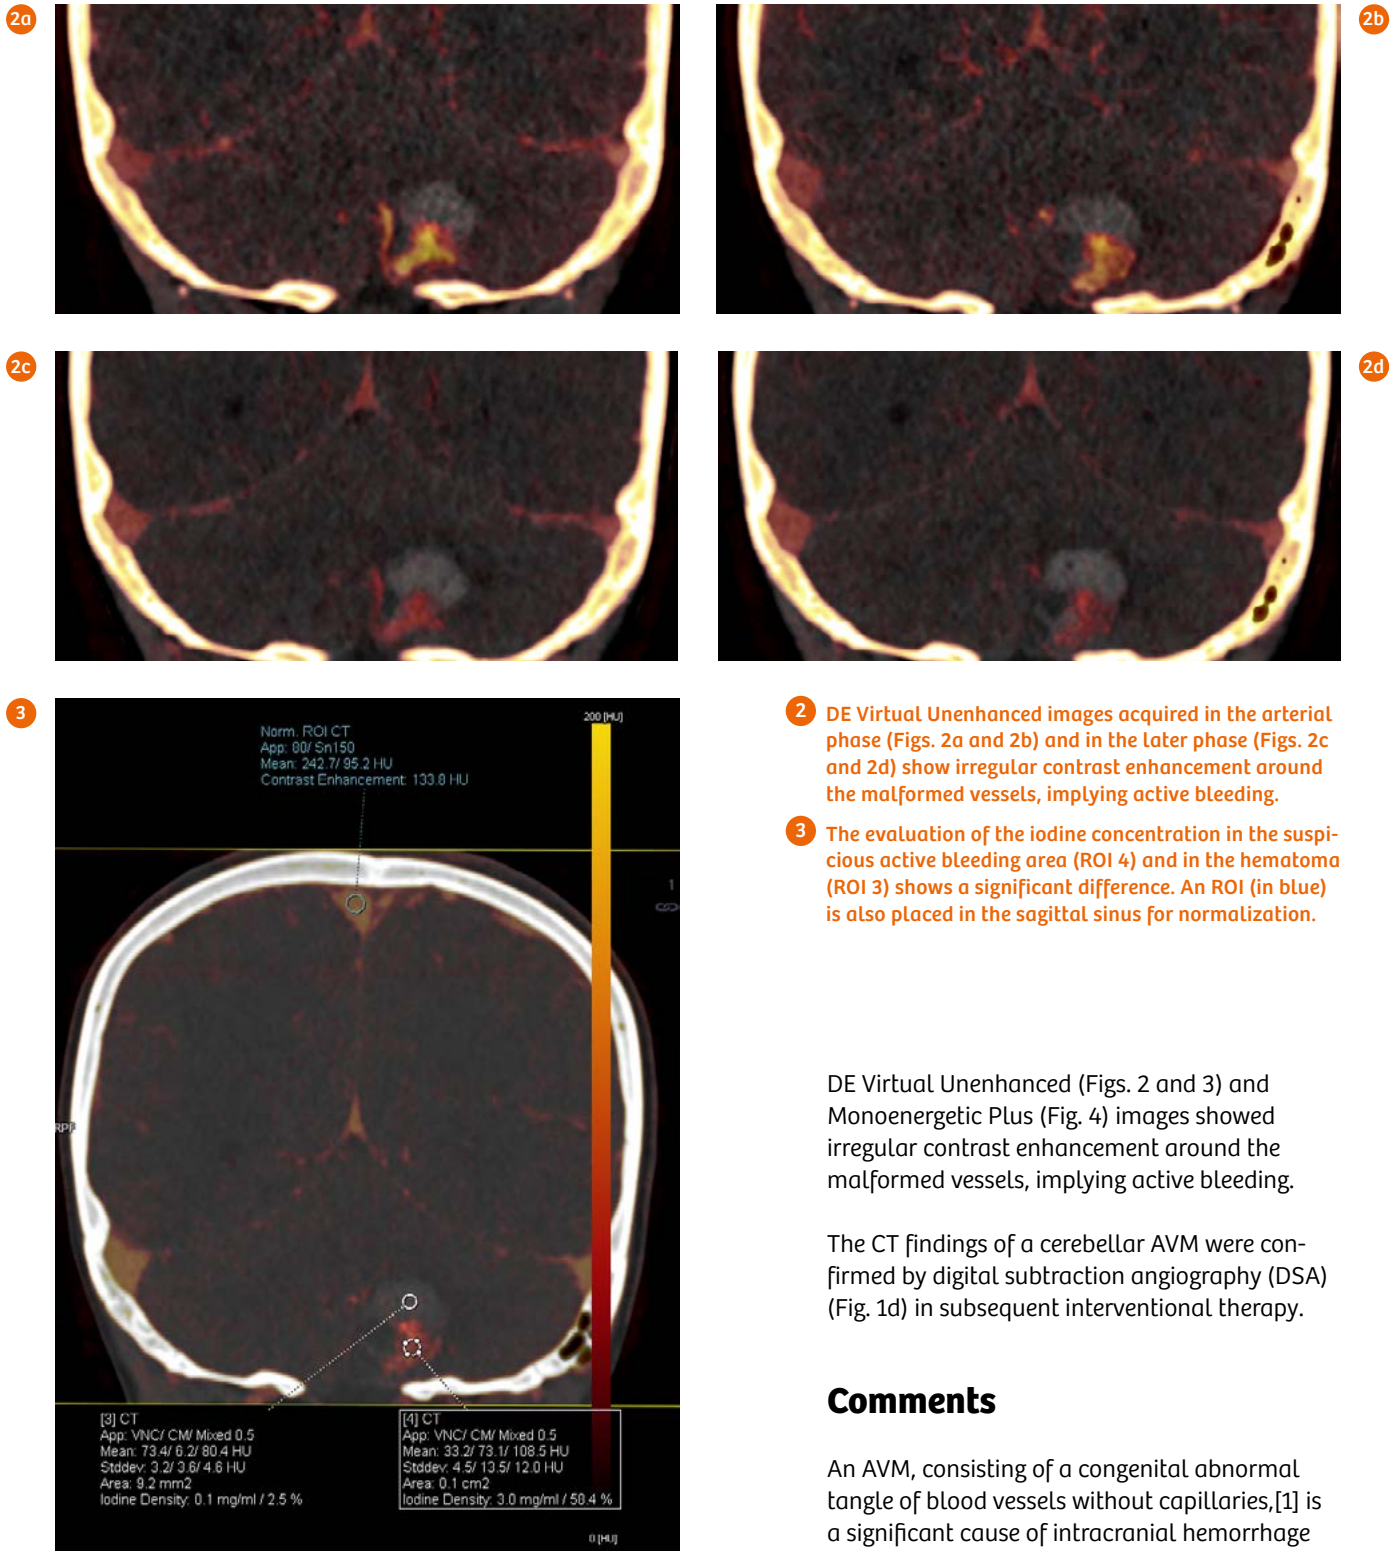 2a
2b
2c
2d
3
Norm. ROI CT
App: 80/ Sn150
Mean: 242.7/ 95.2 HU
Contrast Enhancement: 133.8 HU
200 [HU]
1
RPF
[3] CT
App: VNC/ CM/ Mixed 0.5
Mean: 73.4/ 6.2/ 80.4 HU
Stddev: 3.2/ 3.6/ 4.6 HU
Area: 9.2 mm2
Iodine Density: 0.1 mg/ml / 2.5 %
[4] CT
App: VNC/ CM/ Mixed 0.5
Mean: 33.2/ 73.1/ 108.5 HU
Stddev: 4.5/ 13.5/ 12.0 HU
Area: 0.1 cm2
Iodine Density: 3.0 mg/ml / 50.4 %
0 [HU]
2 DE Virtual Unenhanced images acquired in the arterial
phase (Figs. 2a and 2b) and in the later phase (Figs. 2c
and 2d) show irregular contrast enhancement around
the malformed vessels, implying active bleeding.
3 The evaluation of the iodine concentration in the suspi-
cious active bleeding area (ROI 4) and in the hematoma
(ROI 3) shows a significant difference. An ROI (in blue)
is also placed in the sagittal sinus for normalization.
DE Virtual Unenhanced (Figs. 2 and 3) and
Monoenergetic Plus (Fig. 4) images showed
irregular contrast enhancement around the
malformed vessels, implying active bleeding.
The CT findings of a cerebellar AVM were con-
firmed by digital subtraction angiography (DSA)
(Fig. 1d) in subsequent interventional therapy.
Comments
An AVM, consisting of a congenital abnormal
tangle of blood vessels without capillaries,[1] is
a significant cause of intracranial hemorrhage